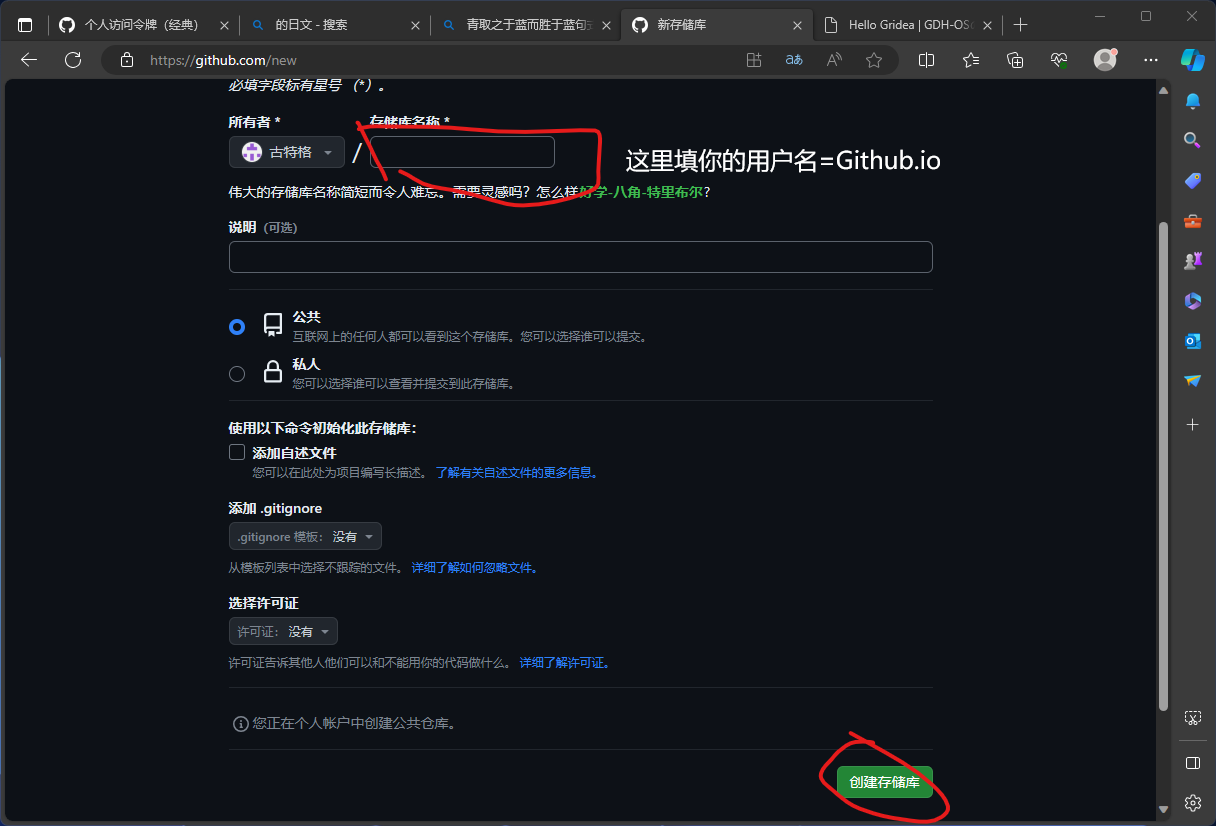 个人访问令牌（经典）
的日文 - 搜索
青取之于蓝而胜于蓝句
新存储库
Hello Gridea | GDH-OSC
https://github.com/new
必填字段标有星号 （*）。
所有者 *
存储库名称 *
古特格
/
这里填你的用户名=Github.io
伟大的存储库名称简短而令人难忘。需要灵感吗？怎么样好学-八角-特里布尔？
说明 （可选）
公共
互联网上的任何人都可以看到这个存储库。您可以选择谁可以提交。
私人
您可以选择谁可以查看并提交到此存储库。
使用以下命令初始化此存储库：
添加自述文件
您可以在此处为项目编写长描述。 了解有关自述文件的更多信息。
添加 .gitignore
.gitignore 模板： 没有
从模板列表中选择不跟踪的文件。 详细了解如何忽略文件。
选择许可证
许可证： 没有
许可证告诉其他人他们可以和不能用你的代码做什么。 详细了解许可证。
您正在个人帐户中创建公共仓库。
创建存储库